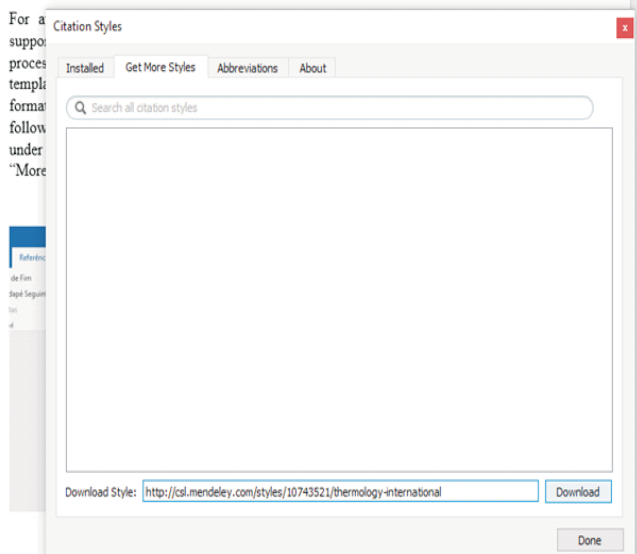 For a
suppor
proces
templa
format
follow
under
“More
Referênc
de Fim
dapé Seguin
Citation Styles
x
Installed Get More Styles Abbreviations About
Search all citation styles
Download Style: http://csl.mendeley.com/styles/10743521/thermology-international Download
Done